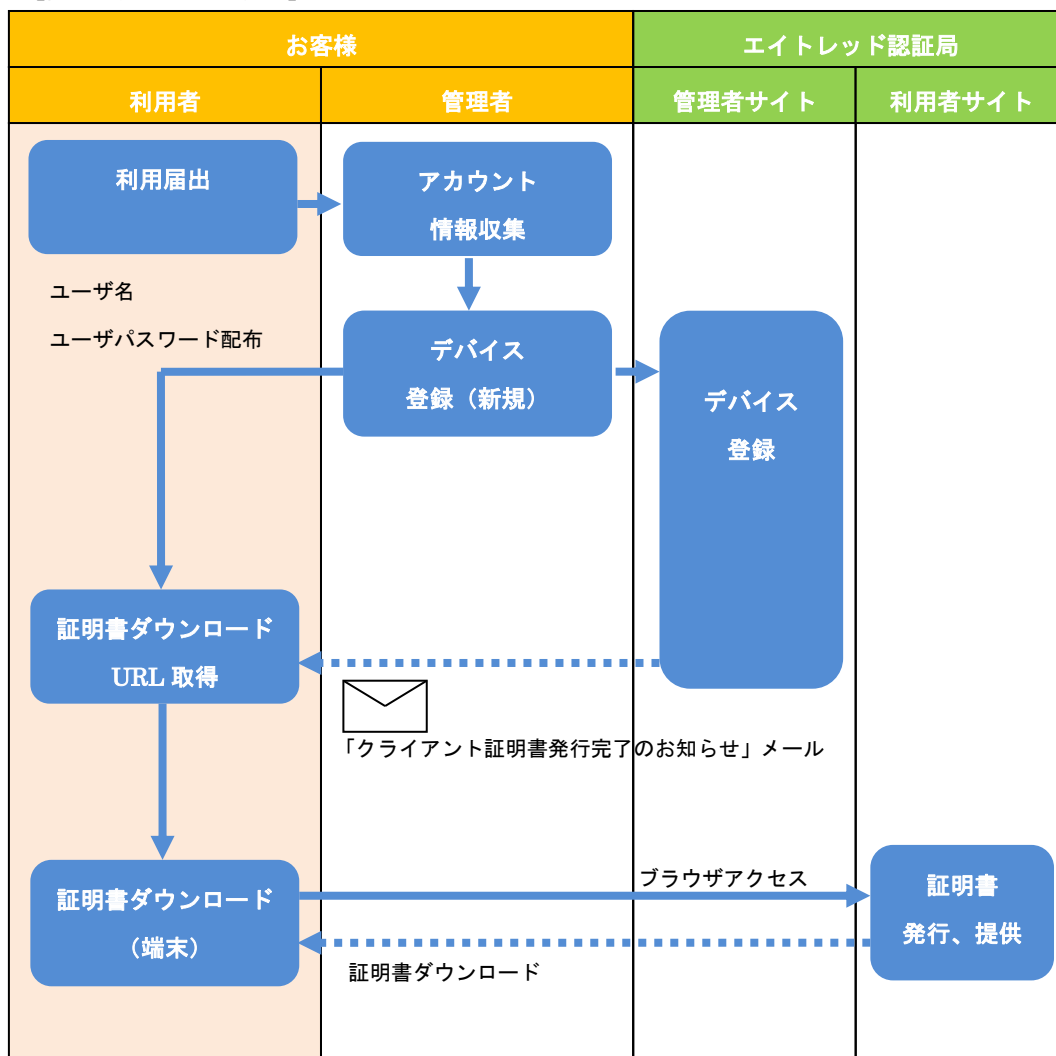 お客様
エイトレッド認証局
利用者
管理者
管理者サイト
利用者サイト
利用届出
アカウント
情報収集
ユーザ名
ユーザパスワード配布
デバイス
登録（新規）
デバイス
登録
証明書ダウンロード
URL 取得
「クライアント証明書発行完了のお知らせ」メール
証明書ダウンロード
（端末）
ブラウザアクセス
証明書
発行、提供
証明書ダウンロード